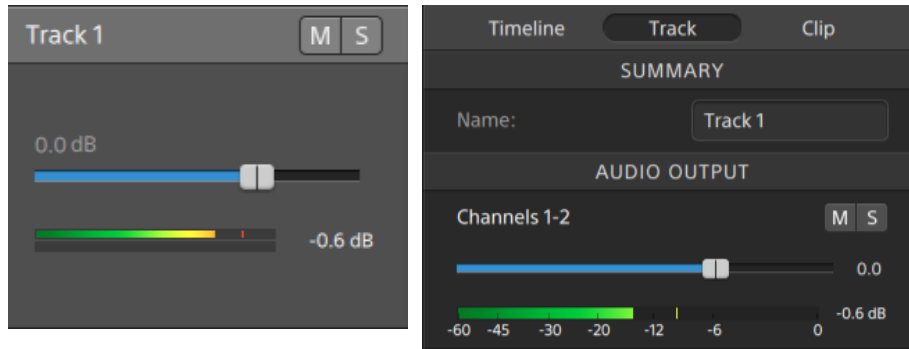 Track 1 M S
0.0 dB
-0.6 dB
Timeline Track Clip
SUMMARY
Name: Track 1
AUDIO OUTPUT
Channels 1-2 M S
0.0
-0.6 dB
-60 -45 -30 -20 -12 -6 0